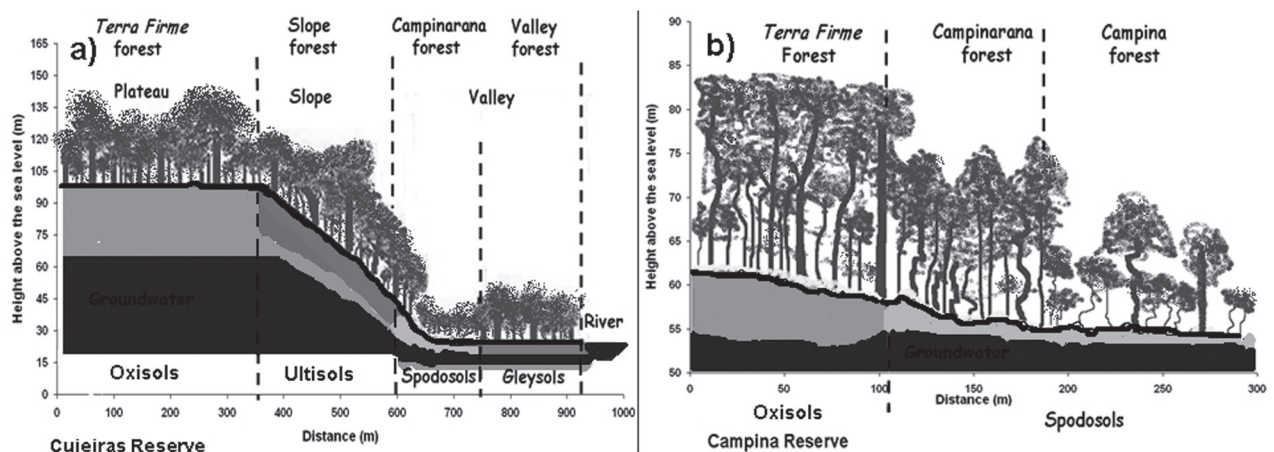 a)
Terra Firme
forest
Slope
forest
Campinarana
forest
Valley
forest
Plateau
Slope
Valley
Height above the sea level (m)
165
150
135
120
105
90
75
60
45
30
15
0
Groundwater
River
Oxisols
Ultisols
Spodosols
Gleysols
0 100 200 300 400 500 600 700 800 900 1000
Distance (m)
Cuieiras Reserve
b)
Terra Firme
Forest
Campinarana
forest
Campina
forest
Height above the sea level (m)
90
85
80
75
70
65
60
55
50
Groundwater
0 50 100 150 200 250 300
Distance (m)
Oxisols
Spodosols
Campina Reserve